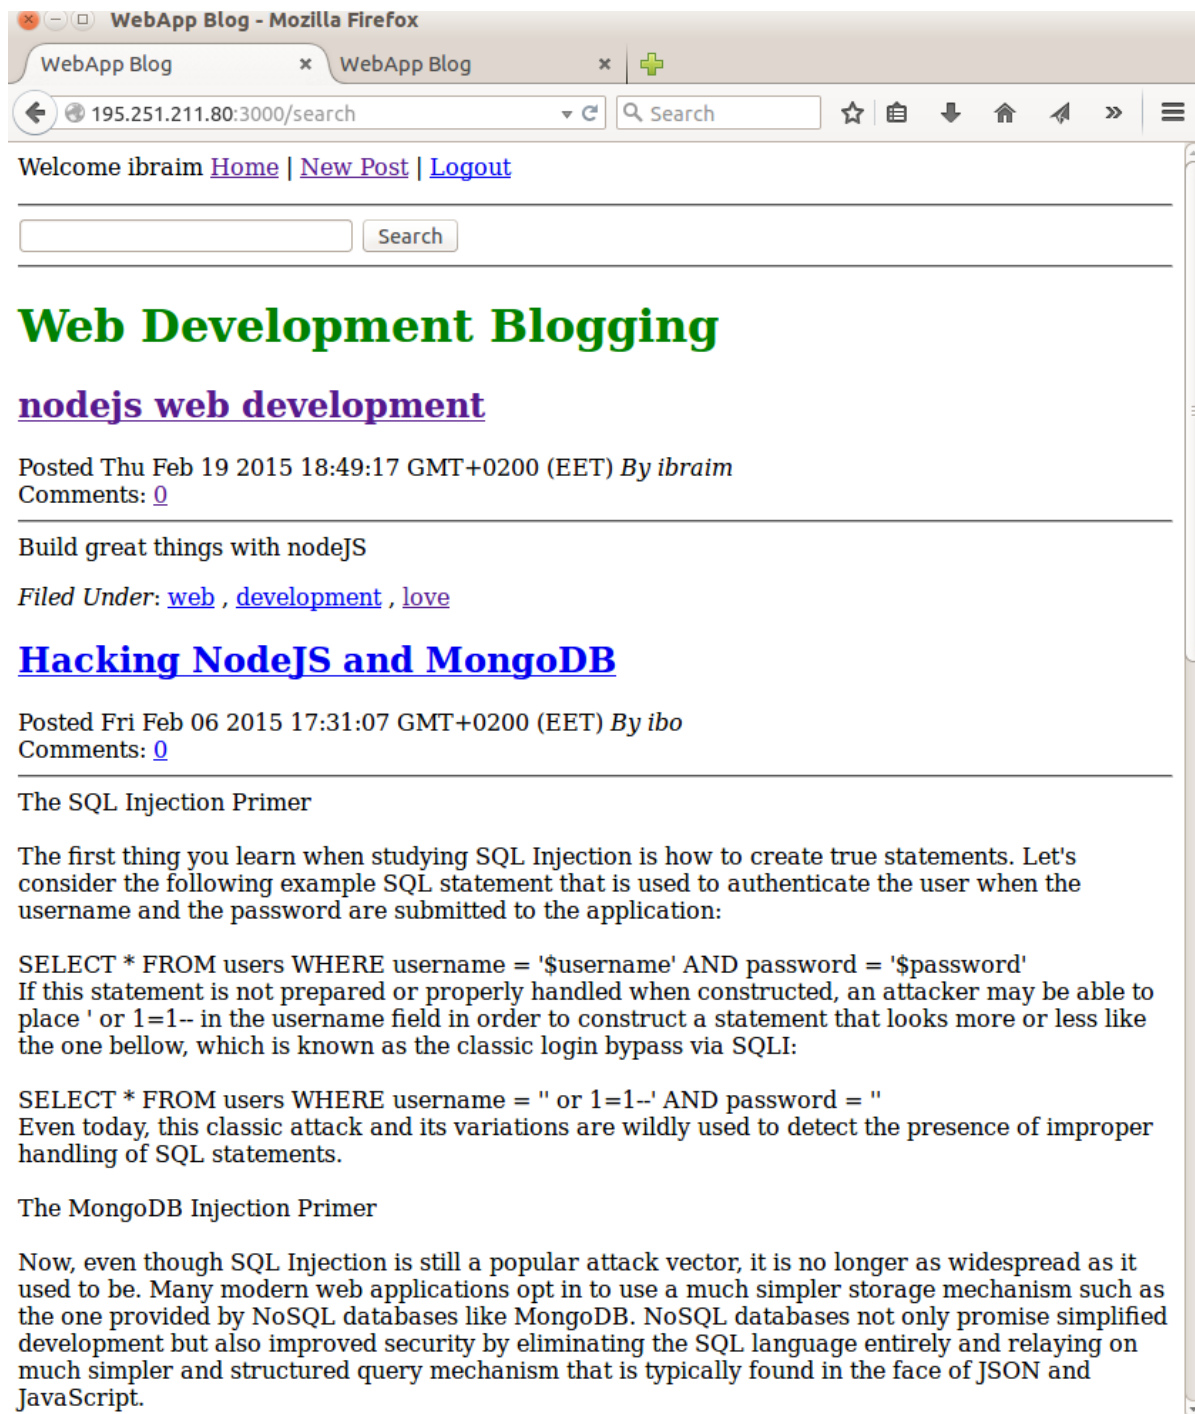 WebApp Blog - Mozilla Firefox
WebApp Blog
WebApp Blog
195.251.211.80:3000/search
Search
Welcome ibraim Home | New Post | Logout
Search
Web Development Blogging
nodejs web development
Posted Thu Feb 19 2015 18:49:17 GMT+0200 (EET) By ibraim
Comments: 0
Build great things with nodeJS
Filed Under: web , development , love
Hacking NodeJS and MongoDB
Posted Fri Feb 06 2015 17:31:07 GMT+0200 (EET) By ibo
Comments: 0
The SQL Injection Primer
The first thing you learn when studying SQL Injection is how to create true statements. Let's
consider the following example SQL statement that is used to authenticate the user when the
username and the password are submitted to the application:
SELECT * FROM users WHERE username = '$username' AND password = '$password'
If this statement is not prepared or properly handled when constructed, an attacker may be able to
place ' or 1=1-- in the username field in order to construct a statement that looks more or less like
the one bellow, which is known as the classic login bypass via SQLI:
SELECT * FROM users WHERE username = '' or 1=1--' AND password = ''
Even today, this classic attack and its variations are wildly used to detect the presence of improper
handling of SQL statements.
The MongoDB Injection Primer
Now, even though SQL Injection is still a popular attack vector, it is no longer as widespread as it
used to be. Many modern web applications opt in to use a much simpler storage mechanism such as
the one provided by NoSQL databases like MongoDB. NoSQL databases not only promise simplified
development but also improved security by eliminating the SQL language entirely and relaying on
much simpler and structured query mechanism that is typically found in the face of JSON and
JavaScript.